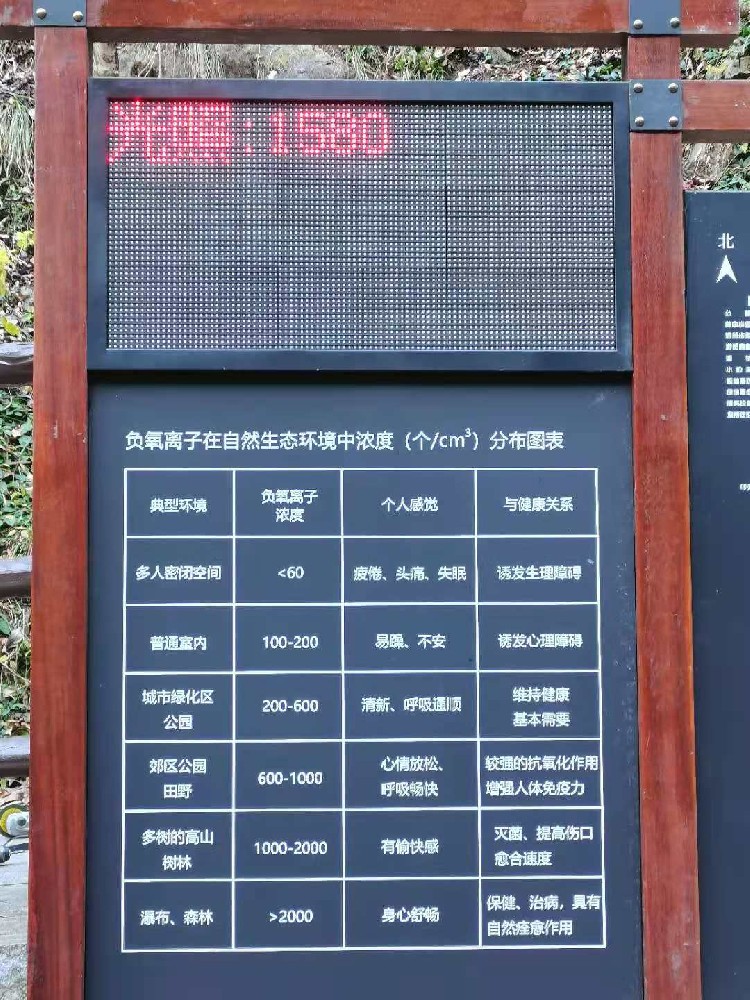 光照:1580
负氧离子在自然生态环境中浓度(个/cm³)分布图表
典型环境 负氧离子浓度 个人感觉 与健康关系
多人密闭空间 <60 疲倦、头痛、失眠 诱发生理障碍
普通室内 100-200 易躁、不安 诱发心理障碍
城市绿化区公园 200-600 清新、呼吸通顺 维持健康基本需要
郊区公园田野 600-1000 心情放松、呼吸畅快 较强的抗氧化作用增强人体免疫力
多树的高山树林 1000-2000 有愉快感 灭菌、提高伤口愈合速度
瀑布、森林 >2000 身心舒畅 保健、治病,具有自然痊愈作用
北